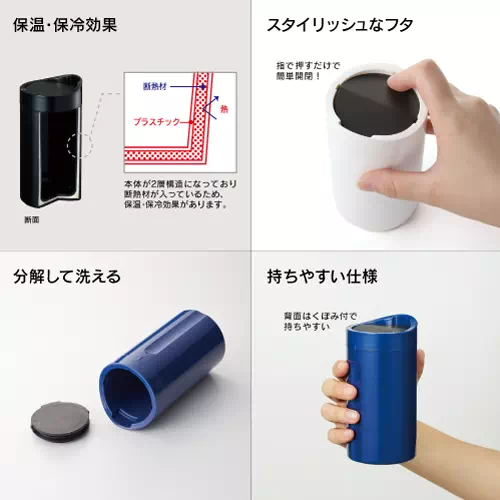 保温・保冷効果
断熱材
熱
プラスチック
本体が2層構造になっており
断熱材が入っているため、
保温・保冷効果があります。
断面
スタイリッシュなフタ
指で押すだけで
簡単開閉！
分解して洗える
持ちやすい仕様
背面はくぼみ付で
持ちやすい